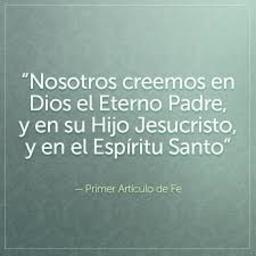 “Nosotros creemos en
Dios el Eterno Padre,
y en su Hijo Jesucristo,
y en el Espíritu Santo”
— Primer Artículo de Fe